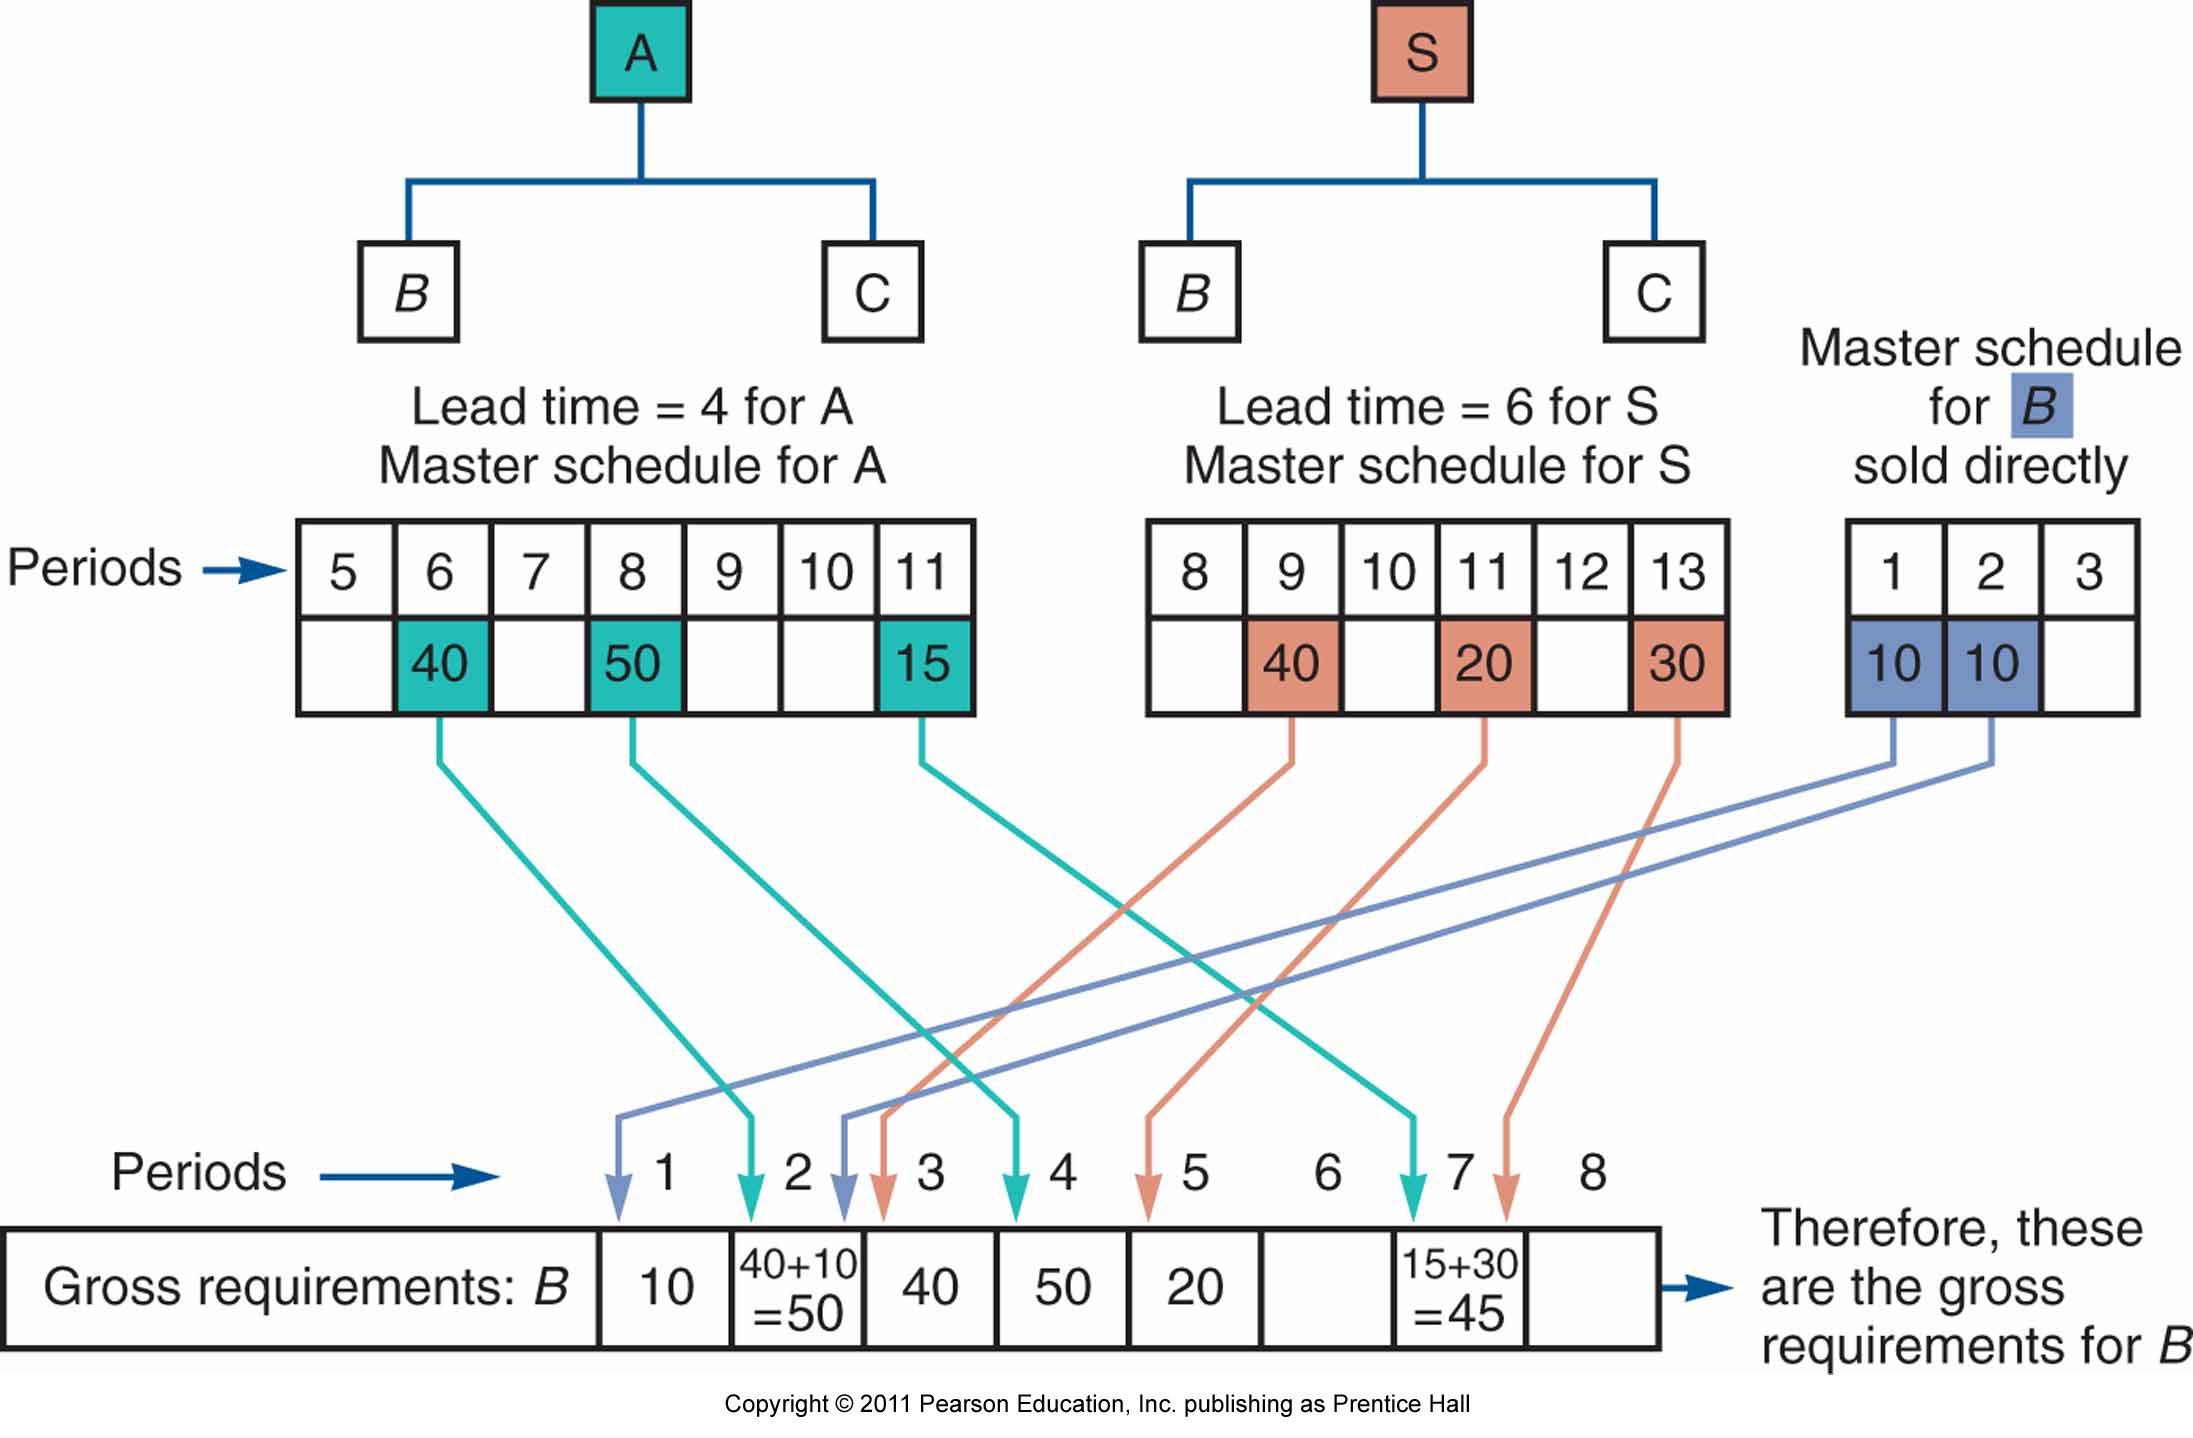 A
S
B
C
B
C
Lead time = 4 for A
Master schedule for A
Lead time = 6 for S
Master schedule for S
Master schedule
for B
sold directly
Periods
5 6 7 8 9 10 11
40 50 15
8 9 10 11 12 13
40 20 30
1 2 3
10 10
Periods 1 2 3 4 5 6 7 8
Gross requirements: B 10 40+10 =50 40 50 20 15+30 =45
Therefore, these
are the gross
requirements for B
Copyright © 2011 Pearson Education, Inc. publishing as Prentice Hall